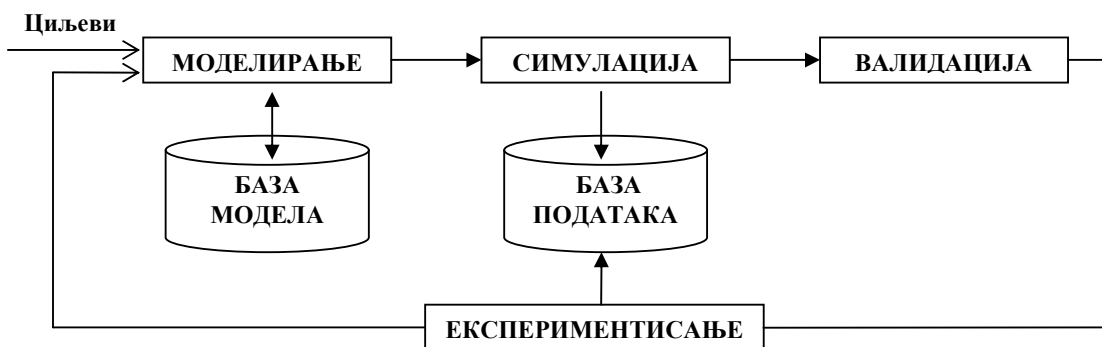 Циљеви
МОДЕЛИРАЊЕ
СИМУЛАЦИЈА
ВАЛИДАЦИЈА
БАЗА
МОДЕЛА
БАЗА
ПОДАТАКА
ЕКСПЕРИМЕНТИСАЊЕ